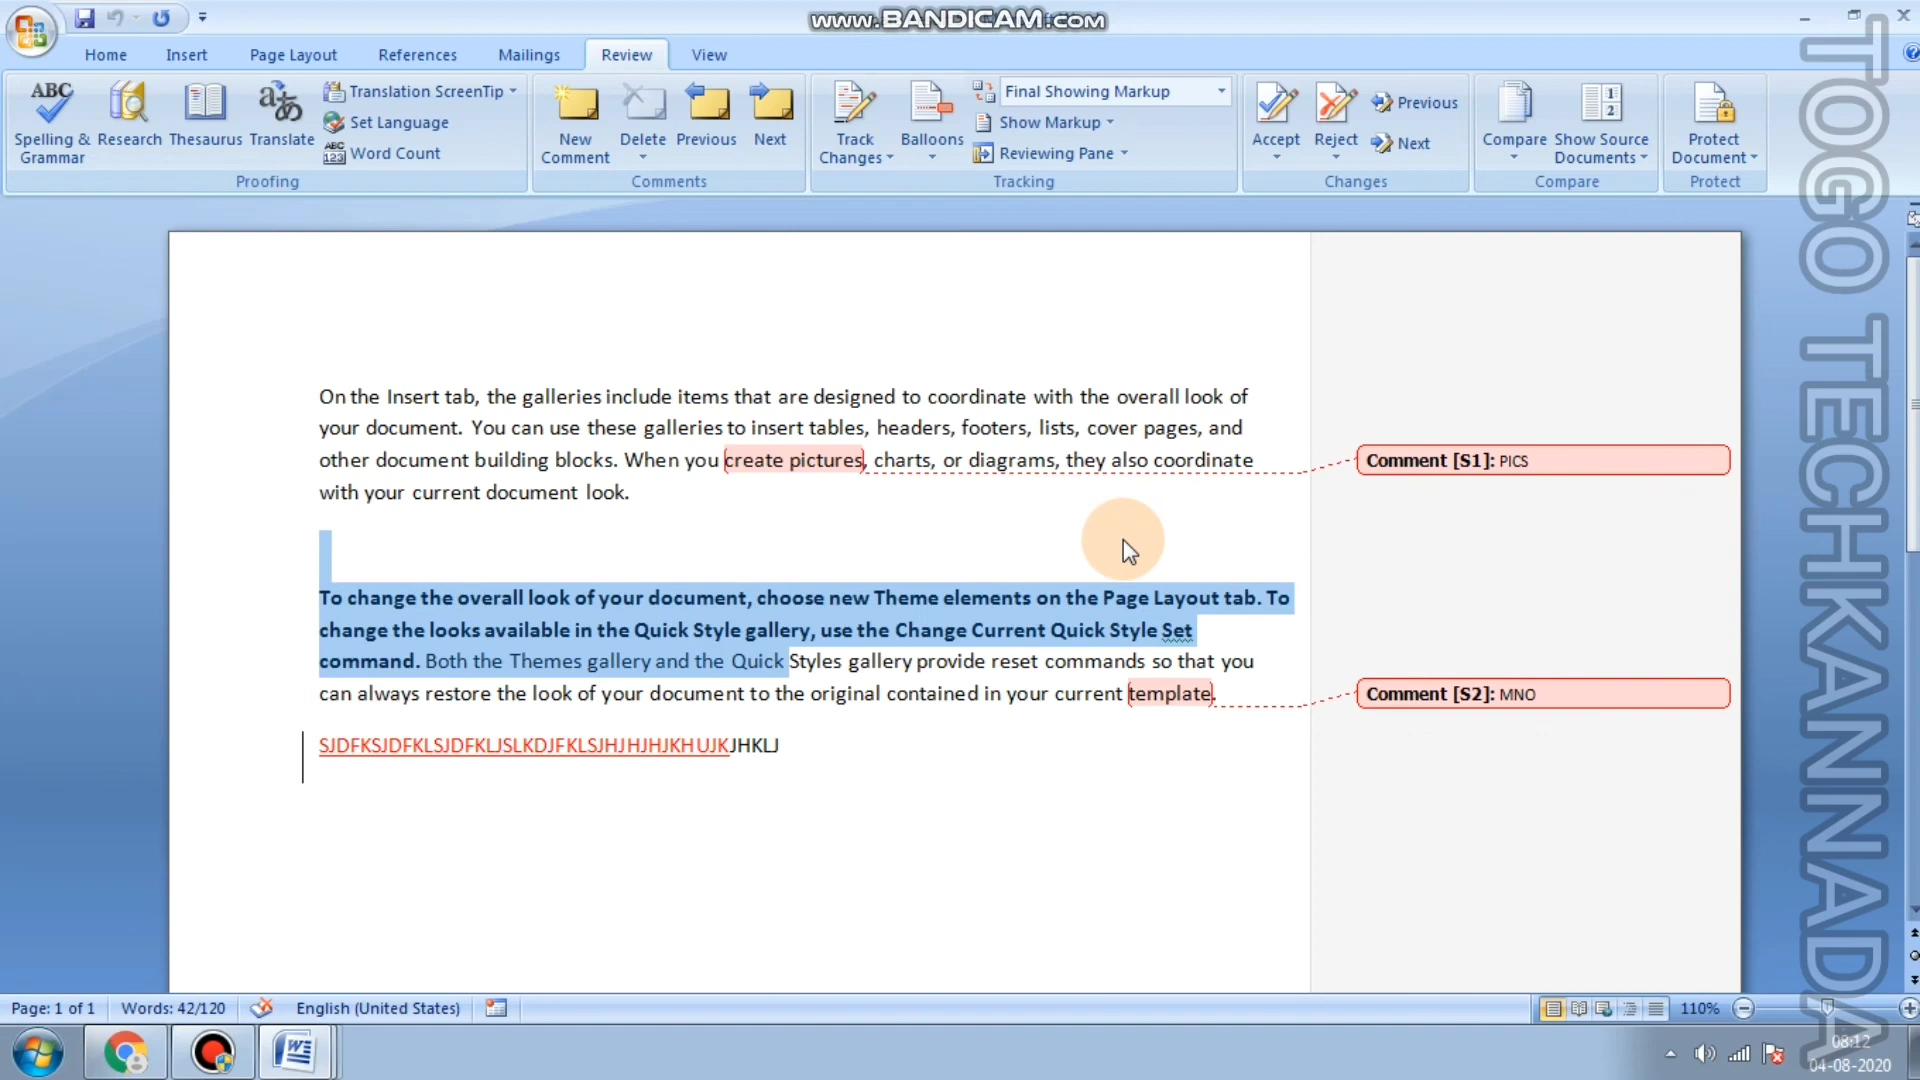 www.BANDICAM.com
Home Insert Page Layout References Mailings Review View
ABC
Spelling & Grammar
Research
Thesaurus
Translate
Translation ScreenTip
Set Language
ABC
123
Word Count
Proofing
New Comment
Delete
Previous
Next
Comments
Track Changes
Balloons
Final Showing Markup
Show Markup
Reviewing Pane
Tracking
Accept
Reject
Previous
Next
Changes
Compare
1
2
Show Source Documents
Compare
Protect Document
Protect
On the Insert tab, the galleries include items that are designed to coordinate with the overall look of
your document. You can use these galleries to insert tables, headers, footers, lists, cover pages, and
other document building blocks. When you create pictures, charts, or diagrams, they also coordinate
with your current document look.
Comment [S1]: PICS
To change the overall look of your document, choose new Theme elements on the Page Layout tab. To
change the looks available in the Quick Style gallery, use the Change Current Quick Style Set
command. Both the Themes gallery and the Quick Styles gallery provide reset commands so that you
can always restore the look of your document to the original contained in your current template.
Comment [S2]: MNO
SJDFKSJDFKLSJDFKLJSLKDJFKLSJHJHJHJKHUJKJHKLJ
TOGO TECHKANNADA
Page: 1 of 1 Words: 42/120 English (United States) 110%
08:12
04-08-2020